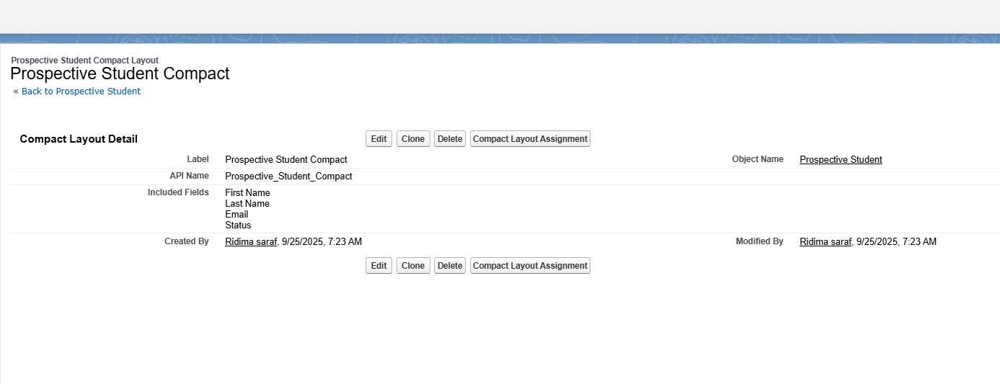 Prospective Student Compact Layout
Prospective Student Compact
« Back to Prospective Student
Compact Layout Detail Edit Clone Delete Compact Layout Assignment
Label Prospective Student Compact Object Name Prospective Student
API Name Prospective_Student_Compact
Included Fields First Name
Last Name
Email
Status
Created By Ridima saraf, 9/25/2025, 7:23 AM Modified By Ridima saraf, 9/25/2025, 7:23 AM
Edit Clone Delete Compact Layout Assignment